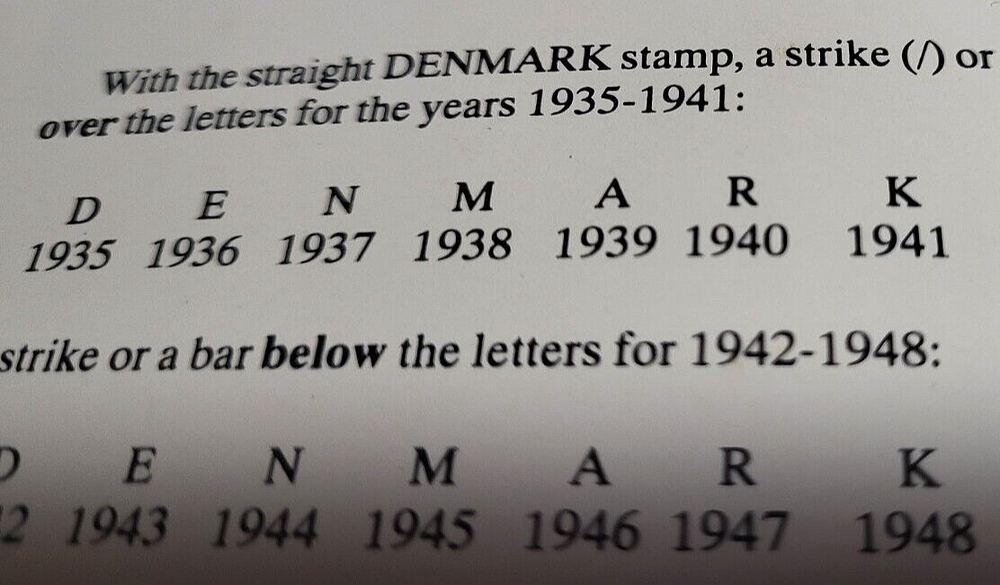 With the straight DENMARK stamp, a strike (/) or
over the letters for the years 1935-1941:
D E N M A R K
1935 1936 1937 1938 1939 1940 1941
strike or a bar below the letters for 1942-1948:
D E N M A R K
2 1943 1944 1945 1946 1947 1948